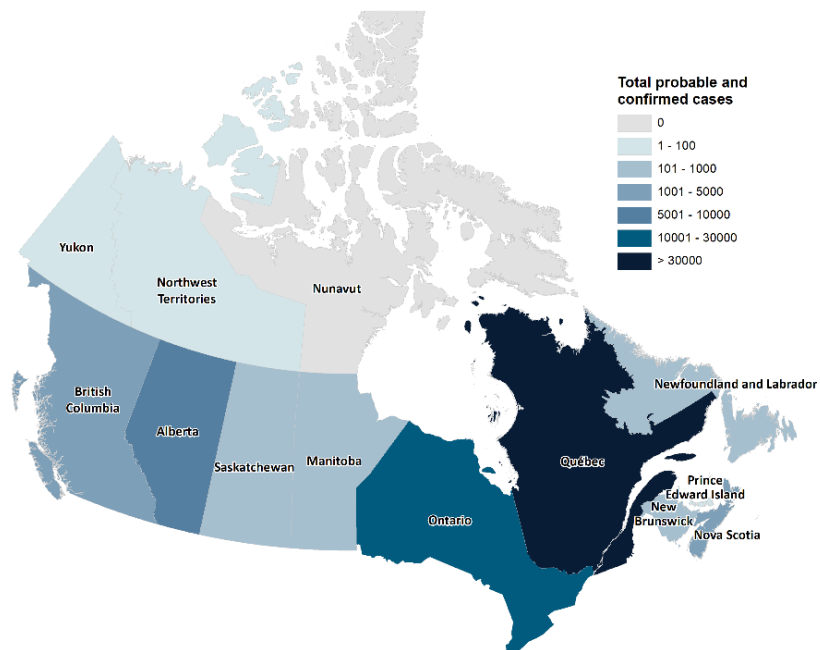 Total probable and
confirmed cases
0
1 - 100
101 - 1000
1001 - 5000
5001 - 10000
10001 - 30000
> 30000
Yukon
Northwest
Territories
Nunavut
British
Columbia
Alberta
Saskatchewan
Manitoba
Ontario
Québec
Newfoundland and Labrador
Prince
Edward Island
New
Brunswick
Nova Scotia